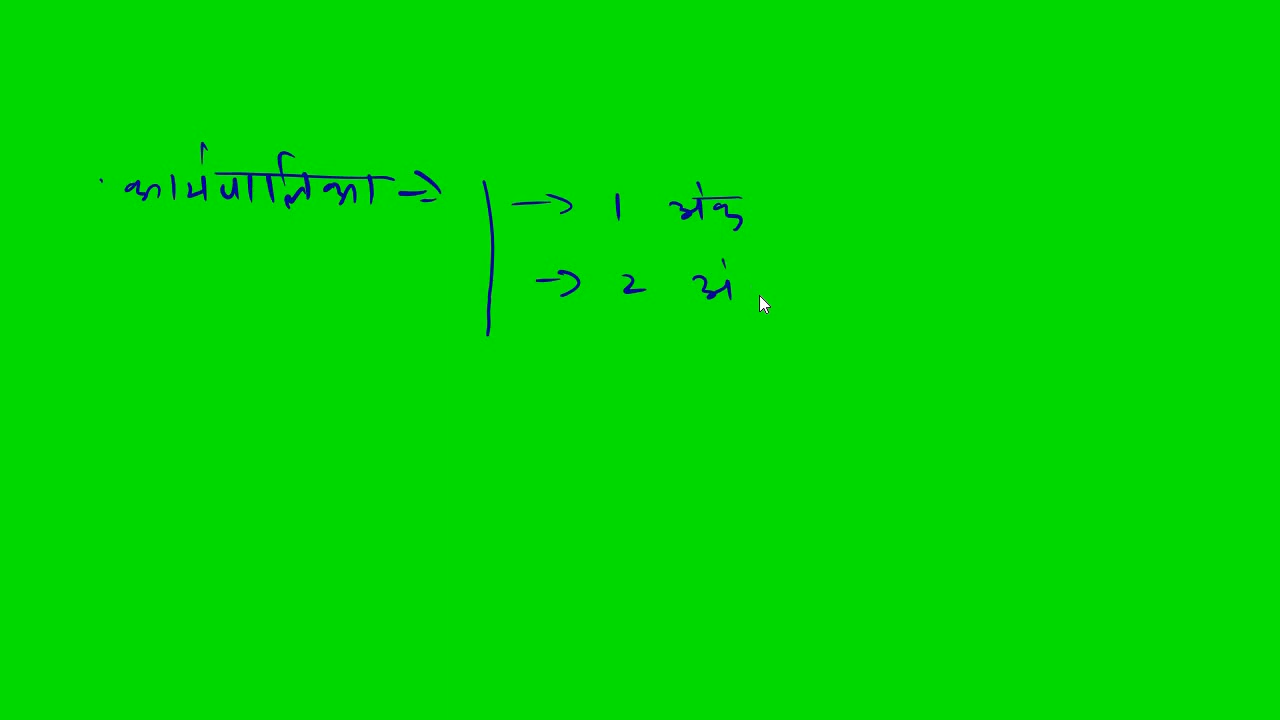 कार्यपालिका ⇒ | → 1 अंक
→ 2 अं